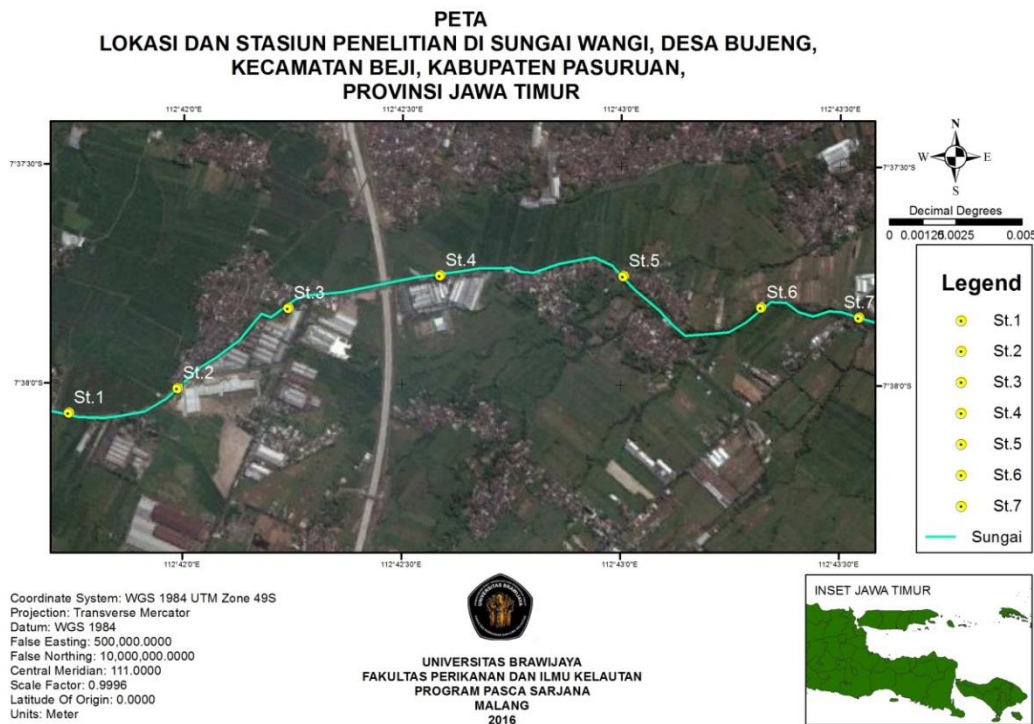 PETA
LOKASI DAN STASIUN PENELITIAN DI SUNGAI WANGI, DESA BUJENG,
KECAMATAN BEJI, KABUPATEN PASURUAN,
PROVINSI JAWA TIMUR
112°42'0"E 112°42'30"E 112°43'0"E 112°43'30"E
7°37'30"S 7°37'30"S
N
W E
S
Decimal Degrees
0 0.00125 0.0025 0.005
St.4 St.5
St.3 St.6 St.7
7°38'0"S St.2 7°38'0"S
St.1
Legend
St.1
St.2
St.3
St.4
St.5
St.6
St.7
Sungai
112°42'0"E 112°42'30"E 112°43'0"E 112°43'30"E
Coordinate System: WGS 1984 UTM Zone 49S
Projection: Transverse Mercator
Datum: WGS 1984
False Easting: 500,000.0000
False Northing: 10,000,000.0000
Central Meridian: 111.0000
Scale Factor: 0.9996
Latitude Of Origin: 0.0000
Units: Meter
UNIVERSITAS BRAWIJAYA
UNIVERSITAS BRAWIJAYA
FAKULTAS PERIKANAN DAN ILMU KELAUTAN
PROGRAM PASCA SARJANA
MALANG
2016
INSET JAWA TIMUR